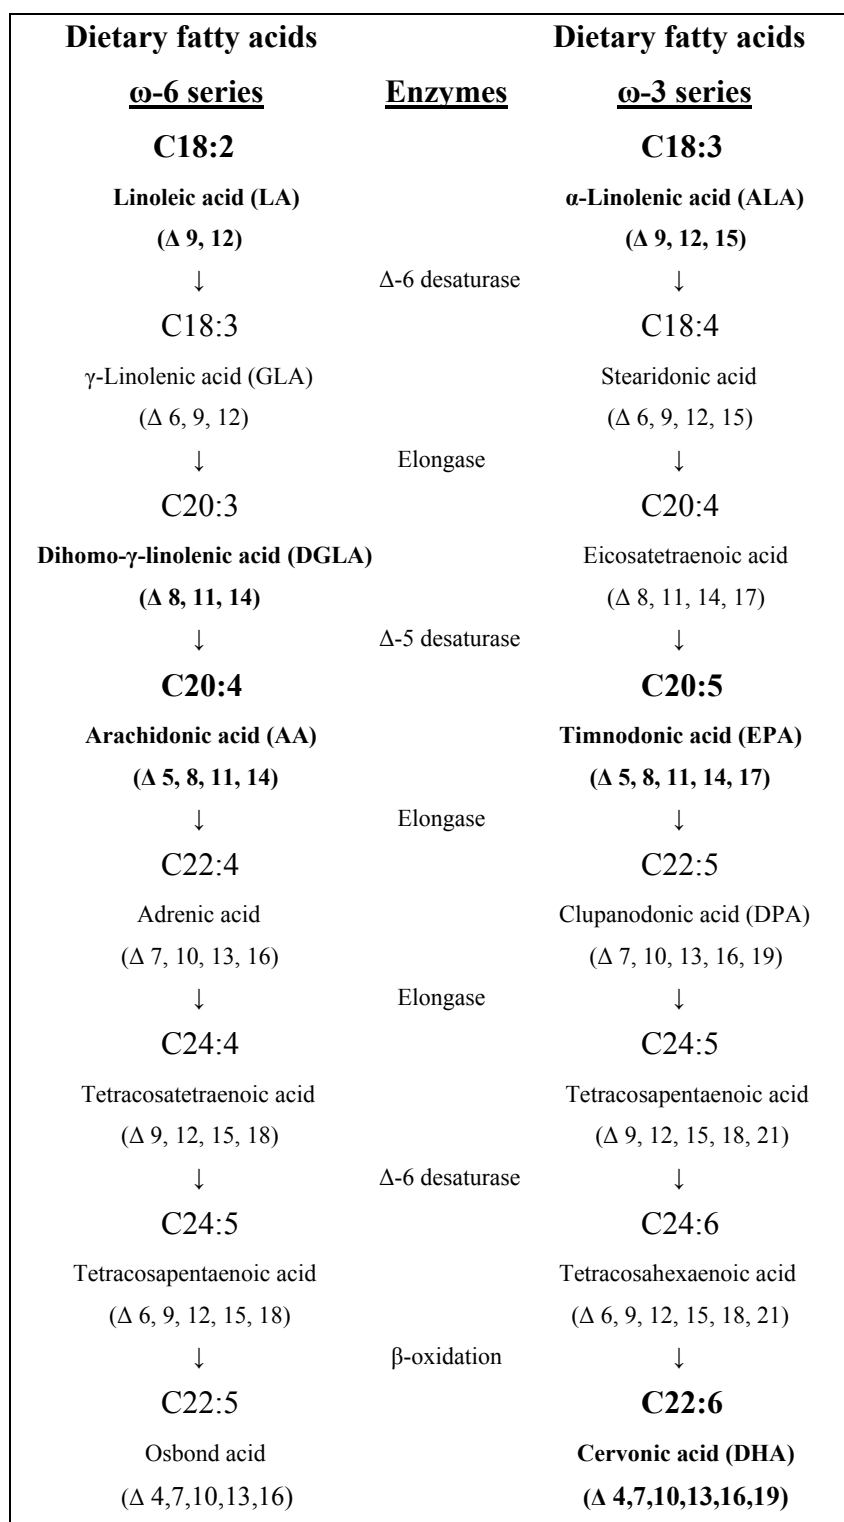 Dietary fatty acids Dietary fatty acids
ω-6 series Enzymes ω-3 series
C18:2 C18:3
Linoleic acid (LA) α-Linolenic acid (ALA)
(Δ 9, 12) (Δ 9, 12, 15)
↓ Δ-6 desaturase ↓
C18:3 C18:4
γ-Linolenic acid (GLA) Stearidonic acid
(Δ 6, 9, 12) (Δ 6, 9, 12, 15)
↓ Elongase ↓
C20:3 C20:4
Dihomo-γ-linolenic acid (DGLA) Eicosatetraenoic acid
(Δ 8, 11, 14) (Δ 8, 11, 14, 17)
↓ Δ-5 desaturase ↓
C20:4 C20:5
Arachidonic acid (AA) Timnodonic acid (EPA)
(Δ 5, 8, 11, 14) (Δ 5, 8, 11, 14, 17)
↓ Elongase ↓
C22:4 C22:5
Adrenic acid Clupanodonic acid (DPA)
(Δ 7, 10, 13, 16) (Δ 7, 10, 13, 16, 19)
↓ Elongase ↓
C24:4 C24:5
Tetracosatetraenoic acid Tetracosapentaenoic acid
(Δ 9, 12, 15, 18) (Δ 9, 12, 15, 18, 21)
↓ Δ-6 desaturase ↓
C24:5 C24:6
Tetracosapentaenoic acid Tetracosahexaenoic acid
(Δ 6, 9, 12, 15, 18) (Δ 6, 9, 12, 15, 18, 21)
↓ β-oxidation ↓
C22:5 C22:6
Osbond acid Cervonic acid (DHA)
(Δ 4,7,10,13,16) (Δ 4,7,10,13,16,19)